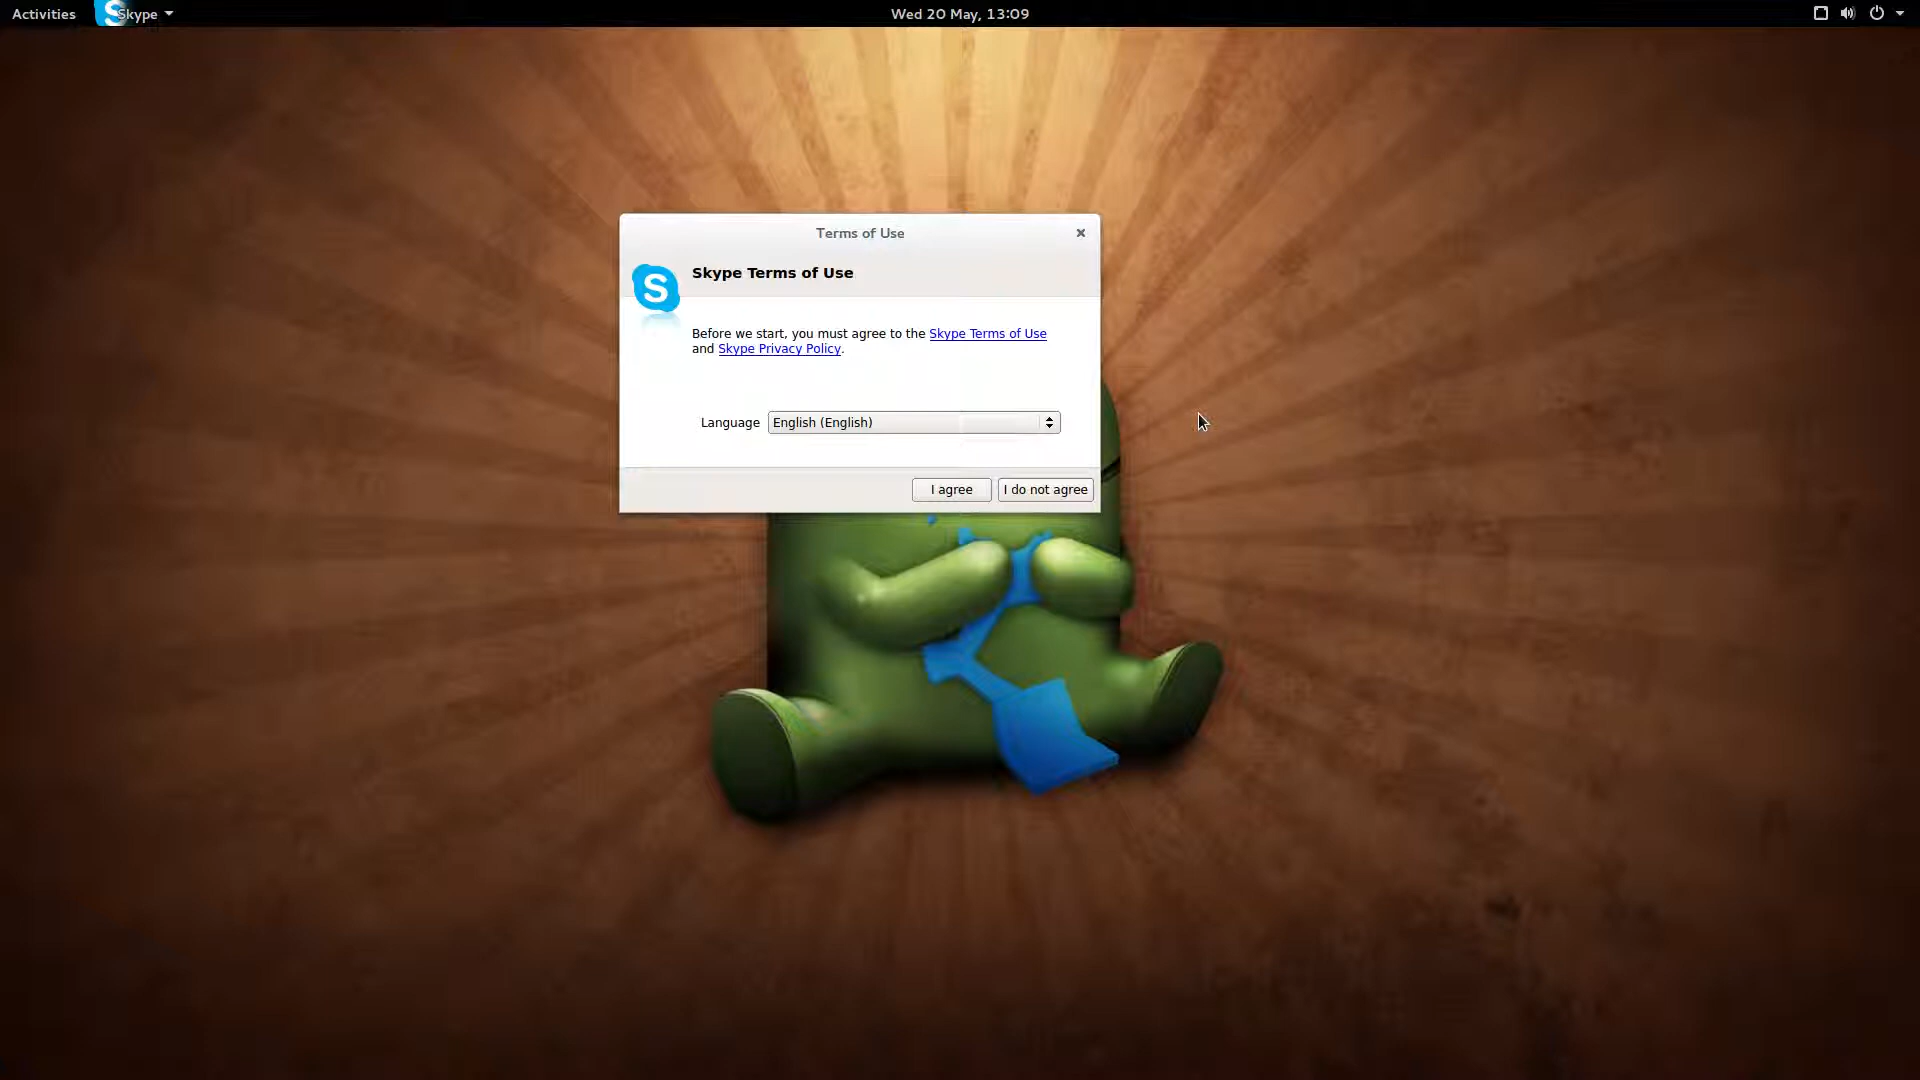 Activities Skype Wed 20 May, 13:09
Terms of Use
S
Skype Terms of Use
Before we start, you must agree to the Skype Terms of Use
and Skype Privacy Policy.
Language English (English)
I agree I do not agree